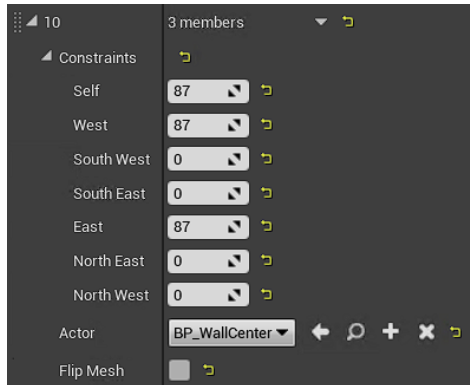 10 3 members
Constraints
Self 87
West 87
South West 0
South East 0
East 87
North East 0
North West 0
Actor BP_WallCenter
Flip Mesh